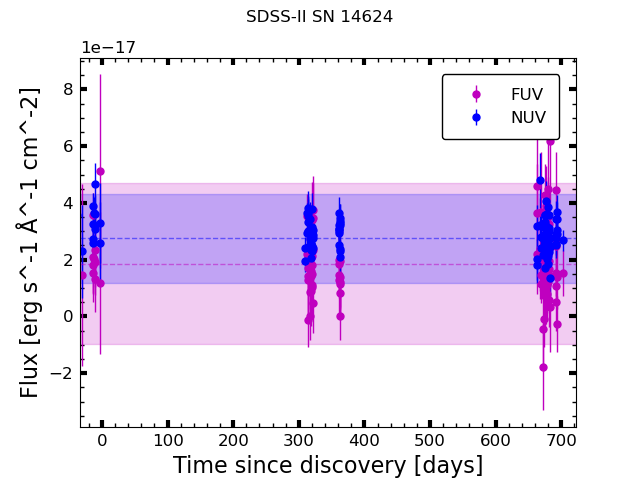 SDSS-II SN 14624
1e−17
FUV
NUV
8
6
4
2
0
−2
0 100 200 300 400 500 600 700
Flux [erg s^-1 Å^-1 cm^-2]
Time since discovery [days]